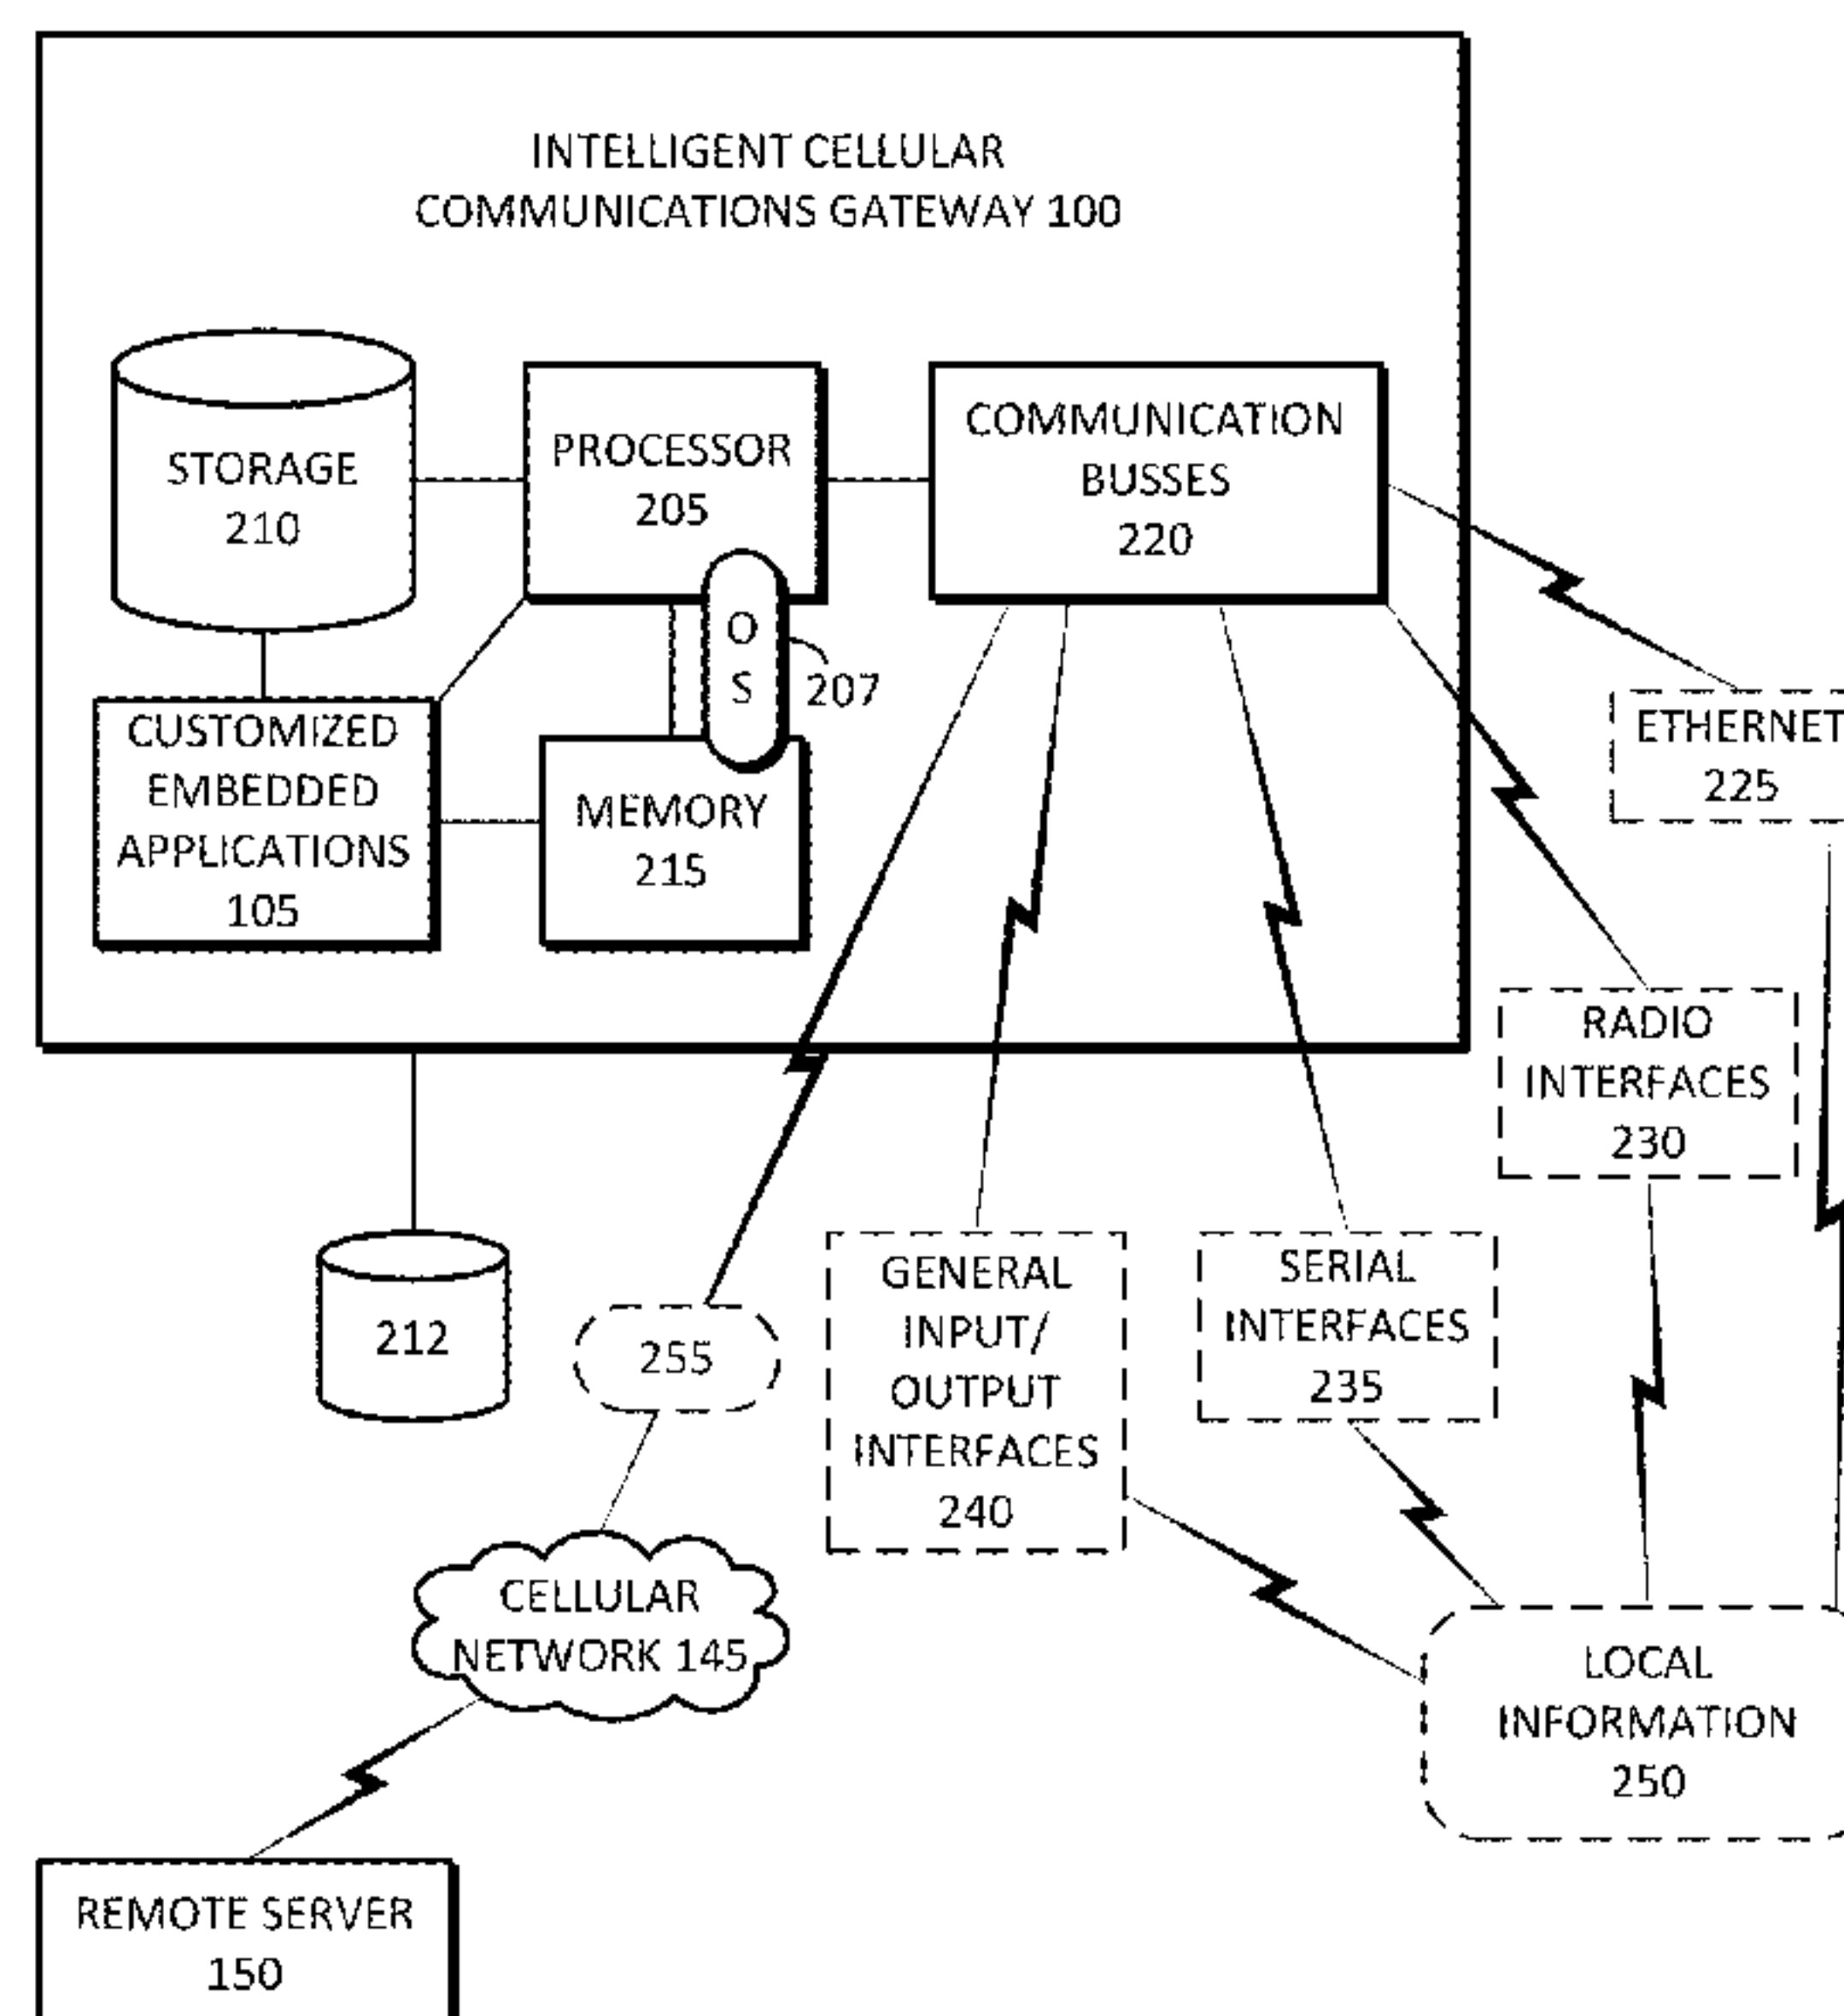 INTELLIGENT CELLULAR
COMMUNICATIONS GATEWAY 100
STORAGE
210
PROCESSOR
205
COMMUNICATION
BUSSES
220
O
S
207
CUSTOMIZED
EMBEDDED
APPLICATIONS
105
MEMORY
215
ETHERNET
225
RADIO
INTERFACES
230
212
255
GENERAL
INPUT/
OUTPUT
INTERFACES
240
SERIAL
INTERFACES
235
CELLULAR
NETWORK 145
LOCAL
INFORMATION
250
REMOTE SERVER
150